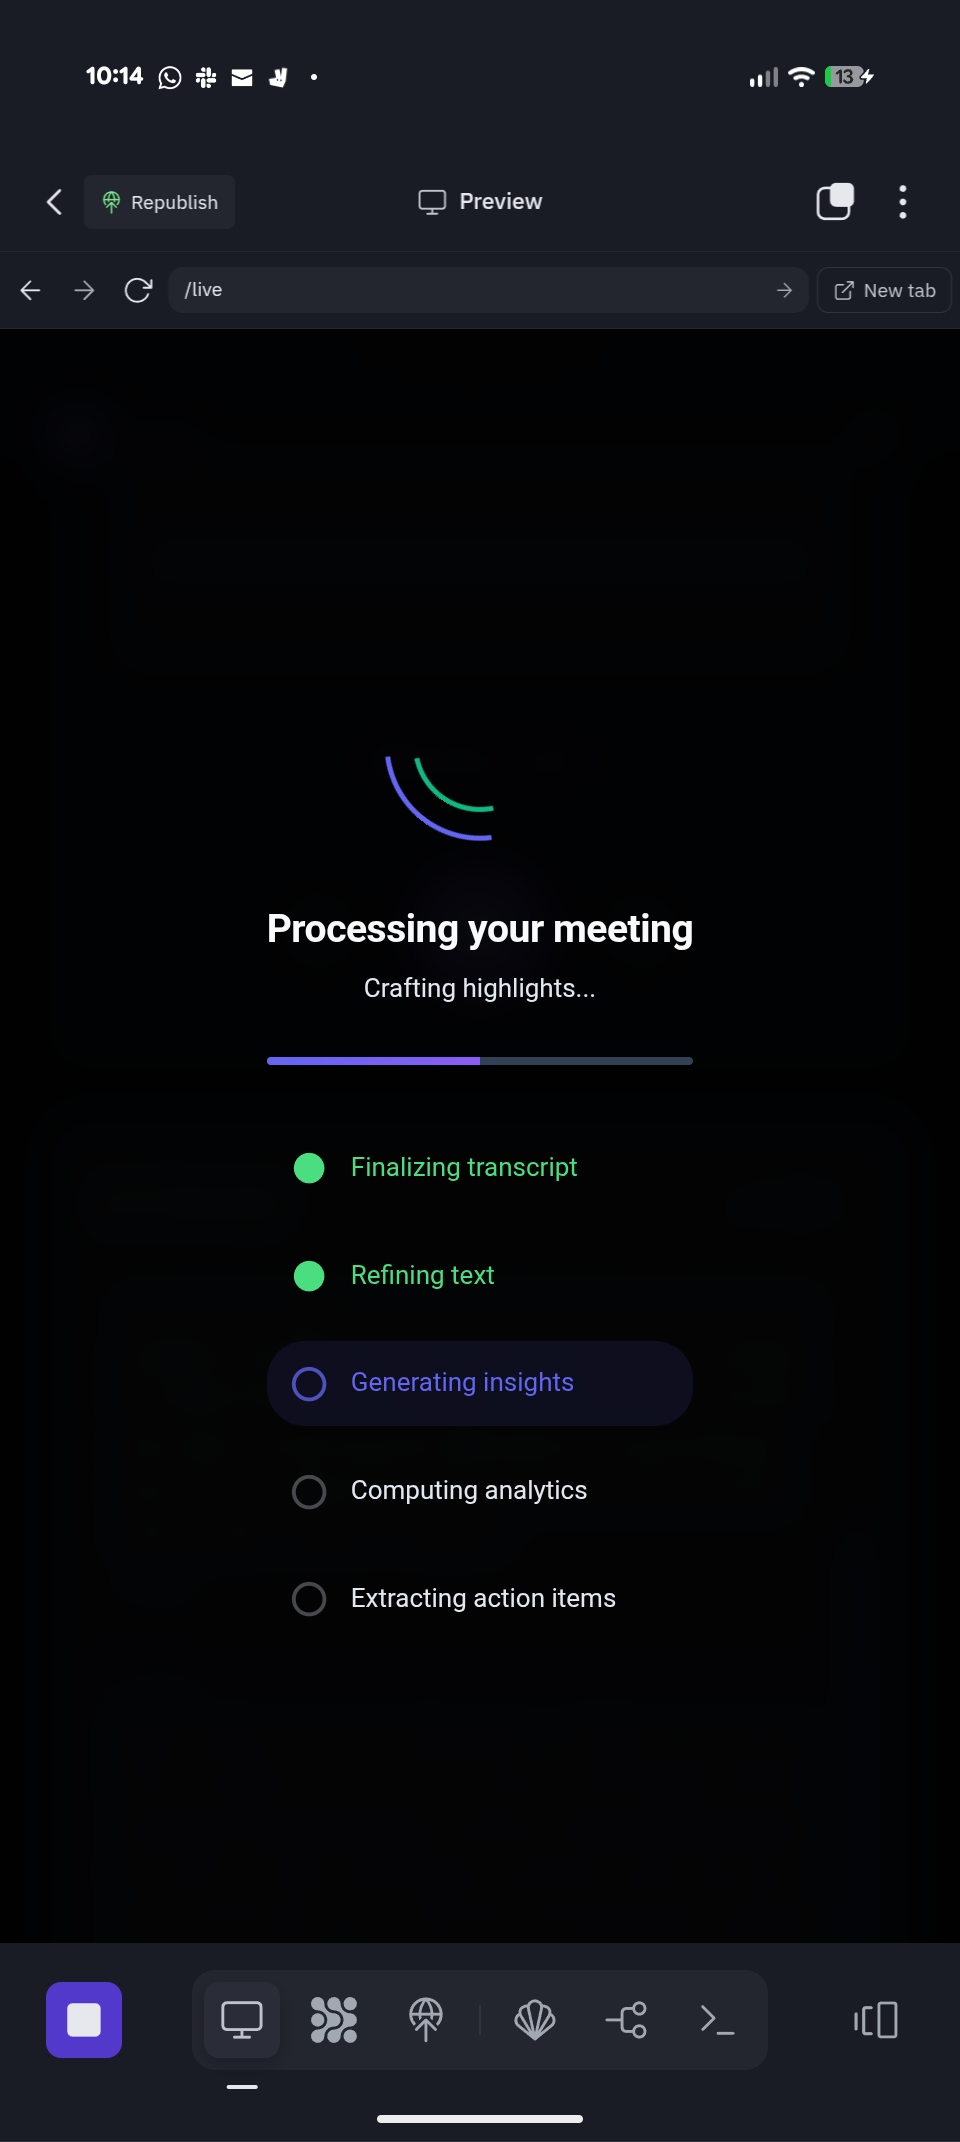 10:14
13
Republish
Preview
/live
New tab
Processing your meeting
Crafting highlights...
Finalizing transcript
Refining text
Generating insights
Computing analytics
Extracting action items